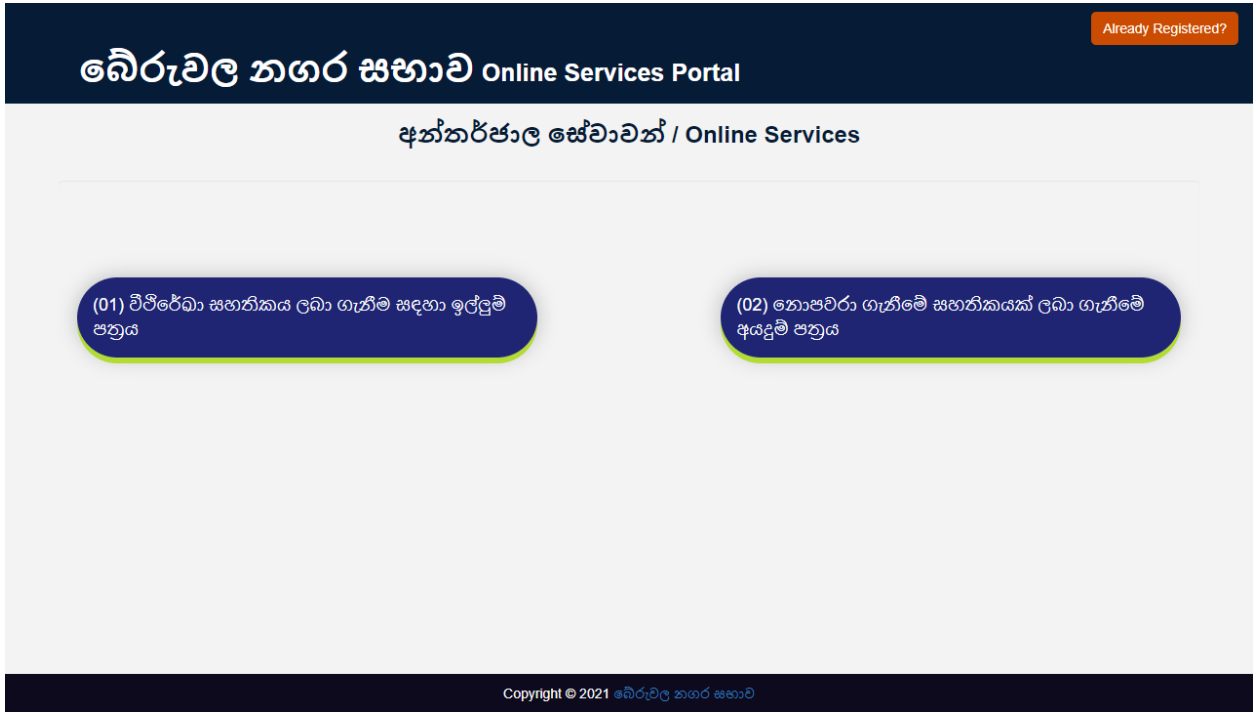 Already Registered?
බේරුවල නගර සභාව Online Services Portal
අන්තර්ජාල සේවාවන් / Online Services
(01) වීථිරේඛා සහතිකය ලබා ගැනීම සඳහා ඉල්ලුම්
පත්‍රය
(02) නොපවරා ගැනීමේ සහතිකයක් ලබා ගැනීමේ
අයදුම් පත්‍රය
Copyright © 2021 බේරුවල නගර සභාව